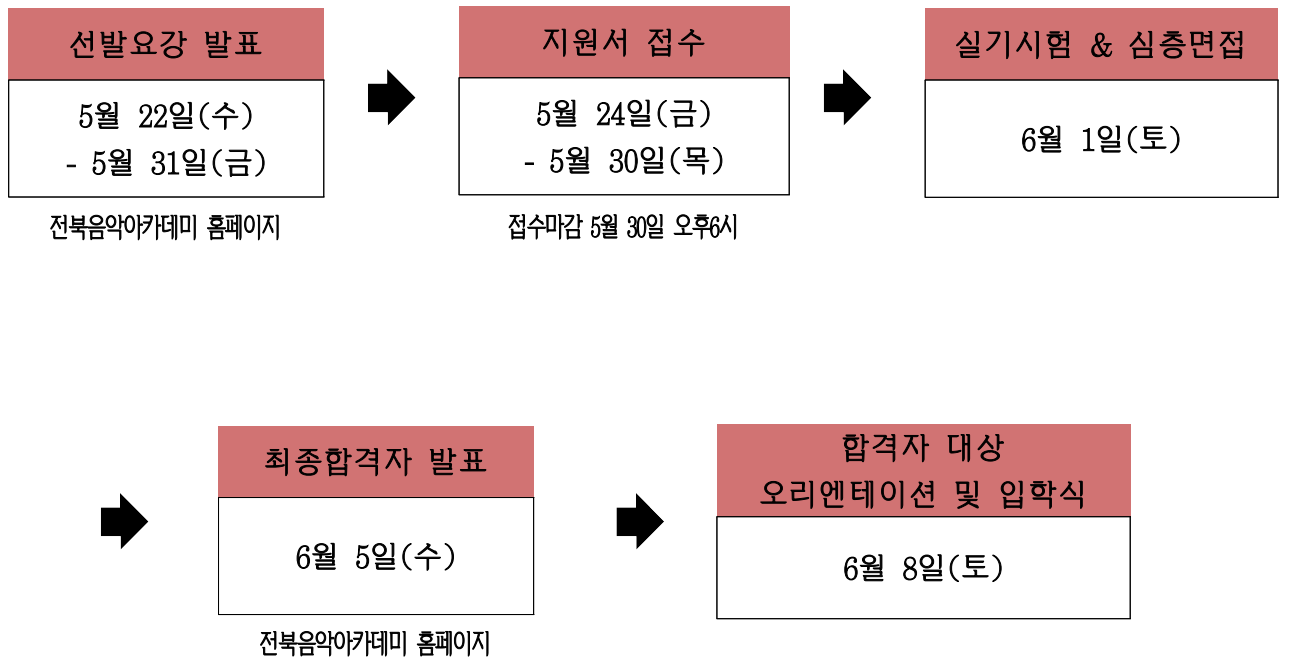 선발요강 발표
5월 22일(수)
- 5월 31일(금)
전북음악아카데미 홈페이지
지원서 접수
5월 24일(금)
- 5월 30일(목)
접수마감 5월 30일 오후6시
실기시험 & 심층면접
6월 1일(토)
최종합격자 발표
6월 5일(수)
전북음악아카데미 홈페이지
합격자 대상
오리엔테이션 및 입학식
6월 8일(토)